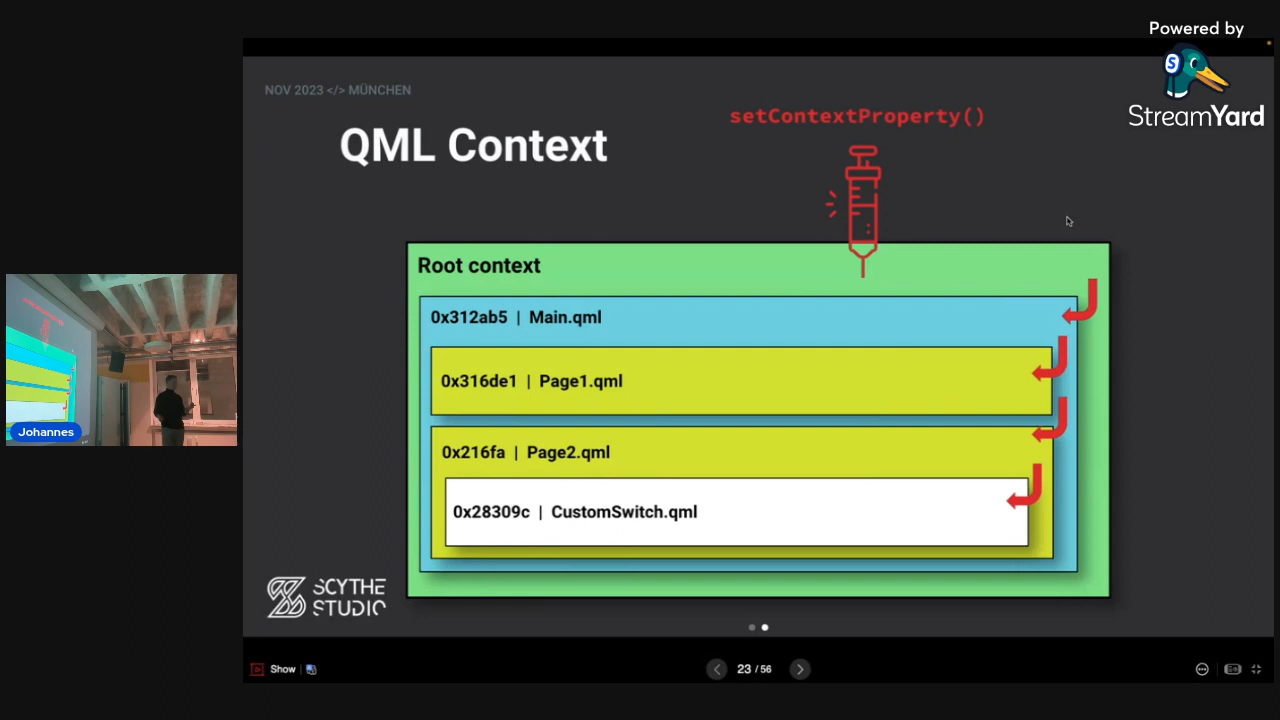 Powered by
StreamYard
NOV 2023 </> MÜNCHEN
QML Context
setContextProperty()
Root context
0x312ab5 | Main.qml
0x316de1 | Page1.qml
0x216fa | Page2.qml
0x28309c | CustomSwitch.qml
Johannes
SCYTHE
STUDIO
Show
23 / 56